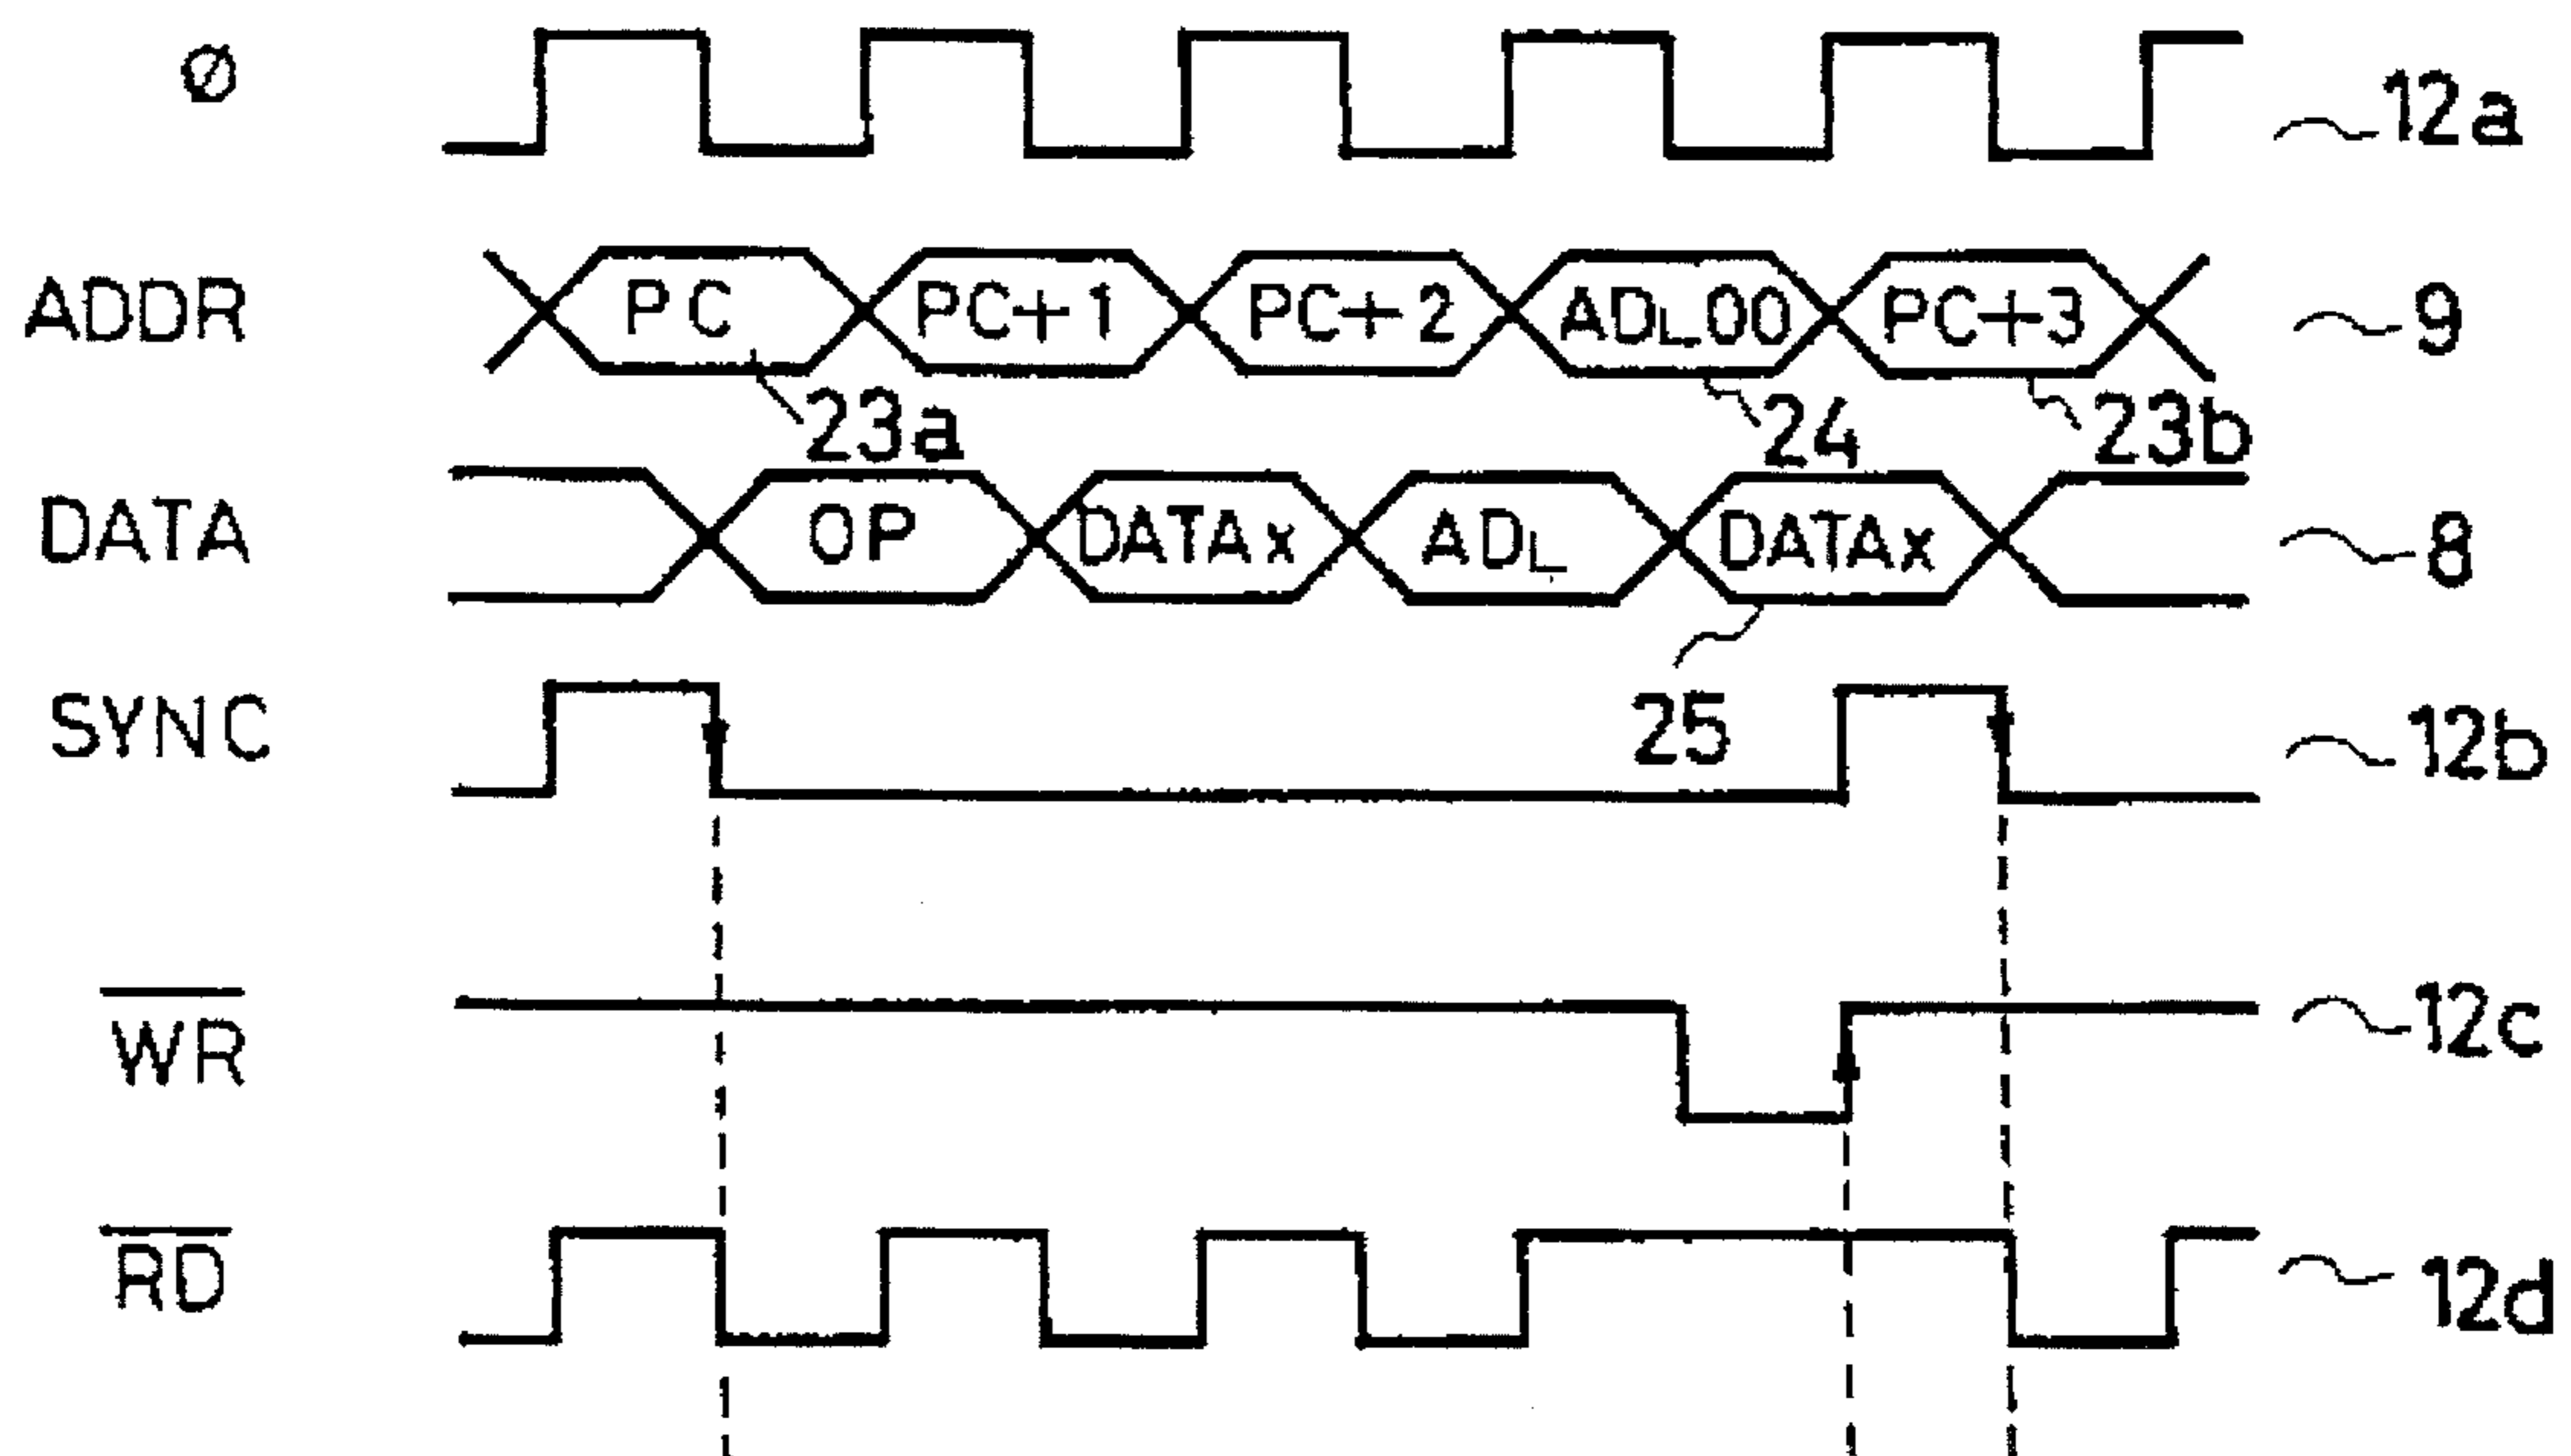 Ø 12a
ADDR PC PC+1 PC+2 ADL00 PC+3 9
23a 24 23b
DATA OP DATAx ADL DATAx 8
SYNC 25 12b
WR 12c
RD 12d